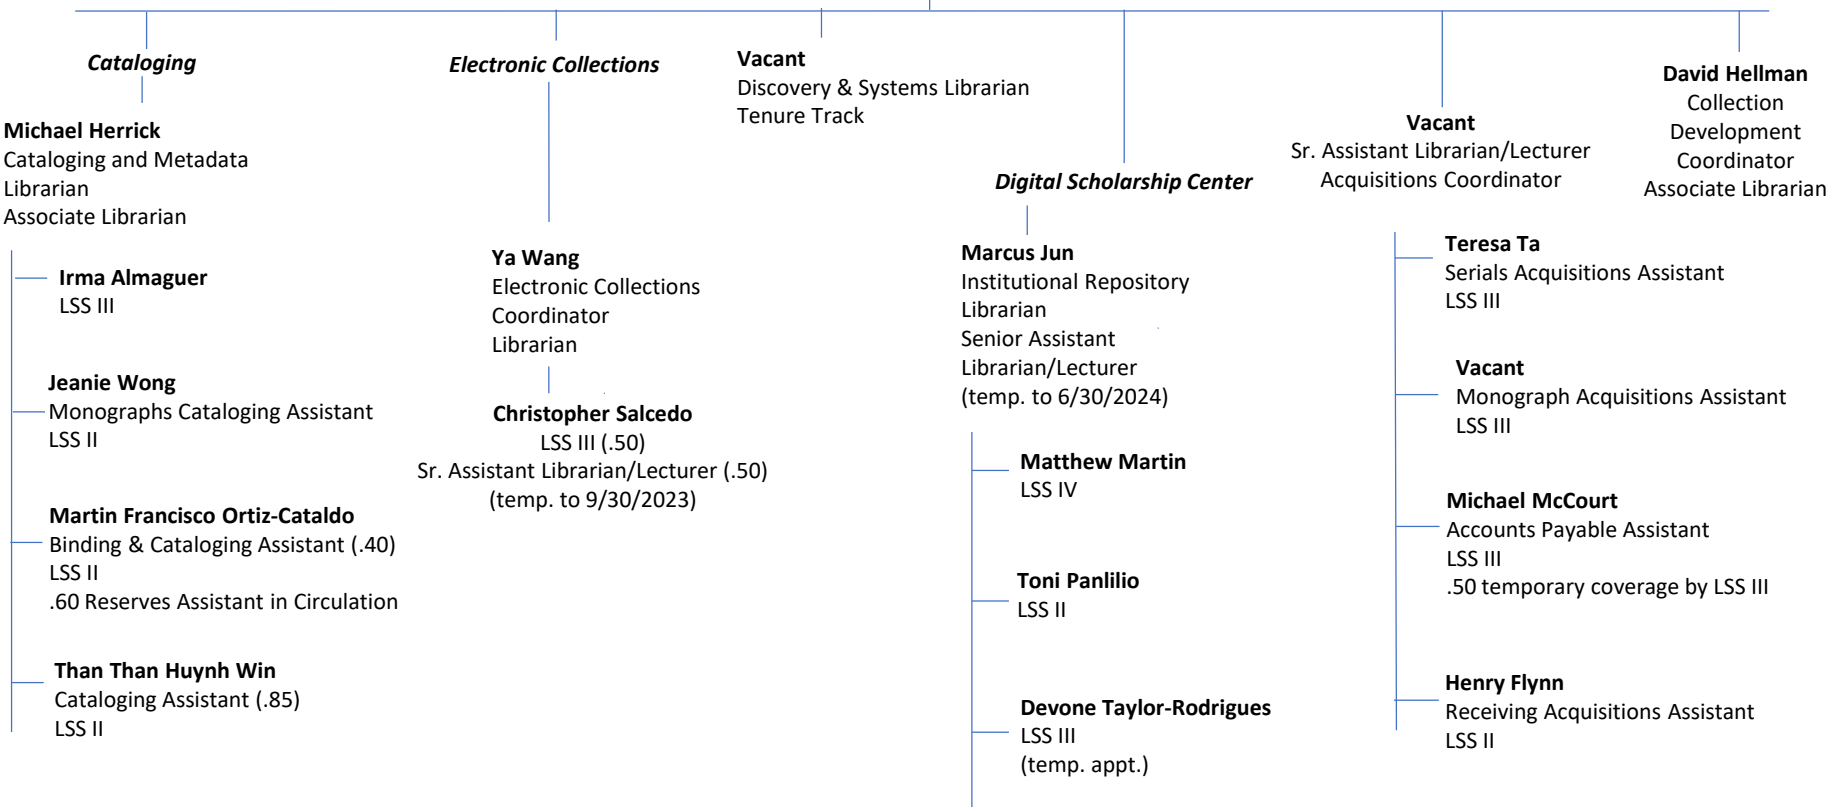 Cataloging
Michael Herrick
Cataloging and Metadata
Librarian
Associate Librarian
Irma Almaguer
LSS III
Jeanie Wong
Monographs Cataloging Assistant
LSS II
Martin Francisco Ortiz-Cataldo
Binding & Cataloging Assistant (.40)
LSS II
.60 Reserves Assistant in Circulation
Than Than Huynh Win
Cataloging Assistant (.85)
LSS II
Electronic Collections
Ya Wang
Electronic Collections
Coordinator
Librarian
Christopher Salcedo
LSS III (.50)
Sr. Assistant Librarian/Lecturer (.50)
(temp. to 9/30/2023)
Vacant
Discovery & Systems Librarian
Tenure Track
Digital Scholarship Center
Marcus Jun
Institutional Repository
Librarian
Senior Assistant
Librarian/Lecturer
(temp. to 6/30/2024)
Matthew Martin
LSS IV
Toni Panlilio
LSS II
Devone Taylor-Rodrigues
LSS III
(temp. appt.)
Vacant
Sr. Assistant Librarian/Lecturer
Acquisitions Coordinator
Teresa Ta
Serials Acquisitions Assistant
LSS III
Vacant
Monograph Acquisitions Assistant
LSS III
Michael McCourt
Accounts Payable Assistant
LSS III
.50 temporary coverage by LSS III
Henry Flynn
Receiving Acquisitions Assistant
LSS II
David Hellman
Collection
Development
Coordinator
Associate Librarian